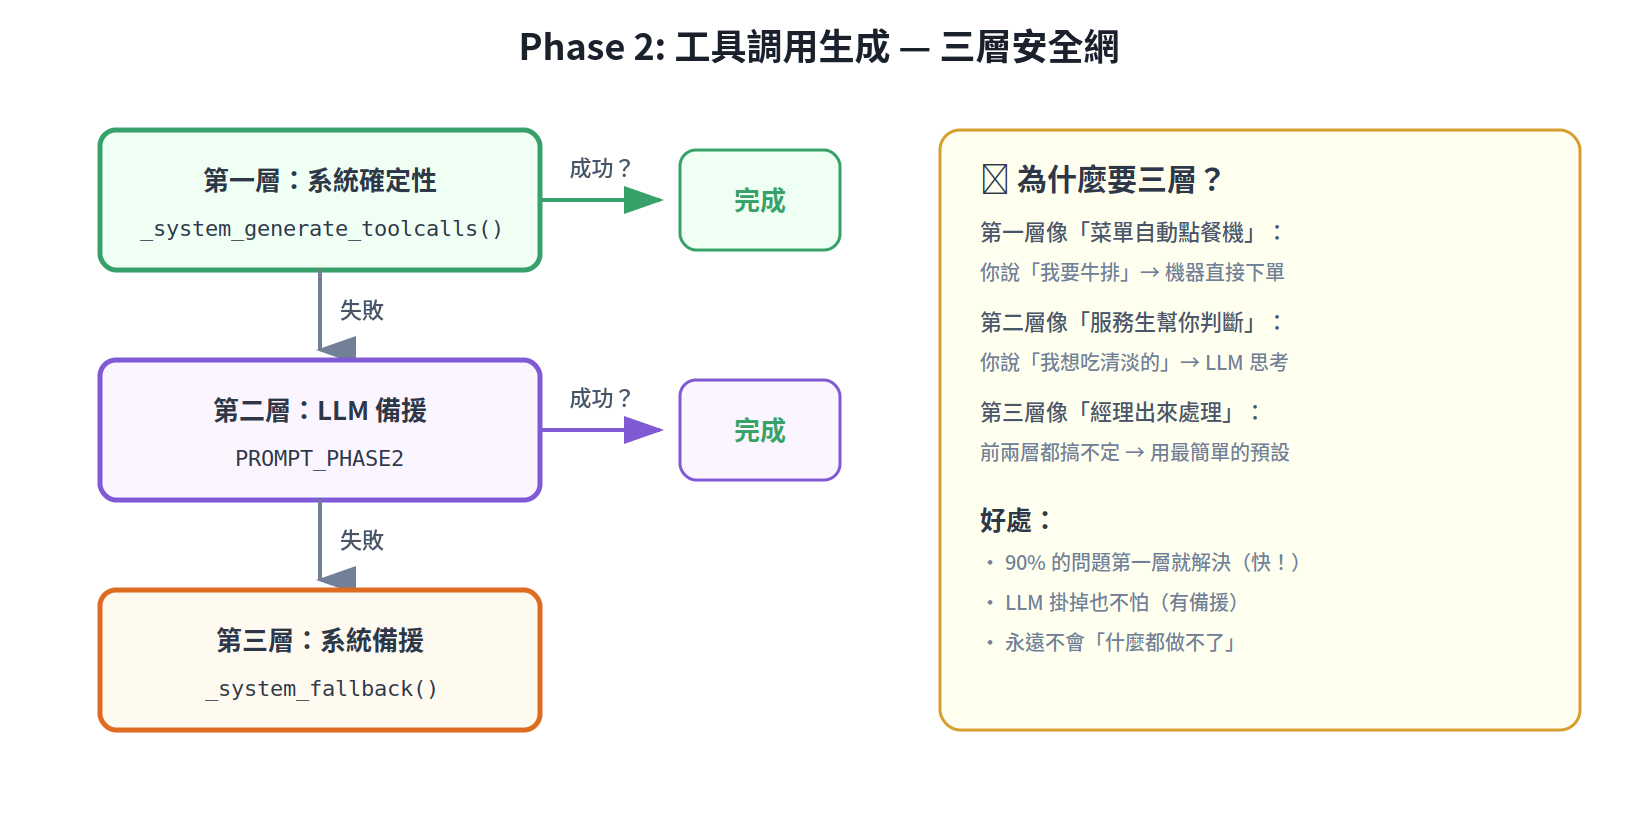 Phase 2: 工具調用生成 — 三層安全網
第一層：系統確定性
_system_generate_toolcalls()
成功？
完成
失敗
第二層：LLM 備援
PROMPT_PHASE2
成功？
完成
失敗
第三層：系統備援
_system_fallback()
為什麼要三層？
第一層像「菜單自動點餐機」：
你說「我要牛排」→ 機器直接下單
第二層像「服務生幫你判斷」：
你說「我想吃清淡的」→ LLM 思考
第三層像「經理出來處理」：
前兩層都搞不定 → 用最簡單的預設
好處：
・ 90% 的問題第一層就解決（快！）
・ LLM 掛掉也不怕（有備援）
・ 永遠不會「什麼都做不了」